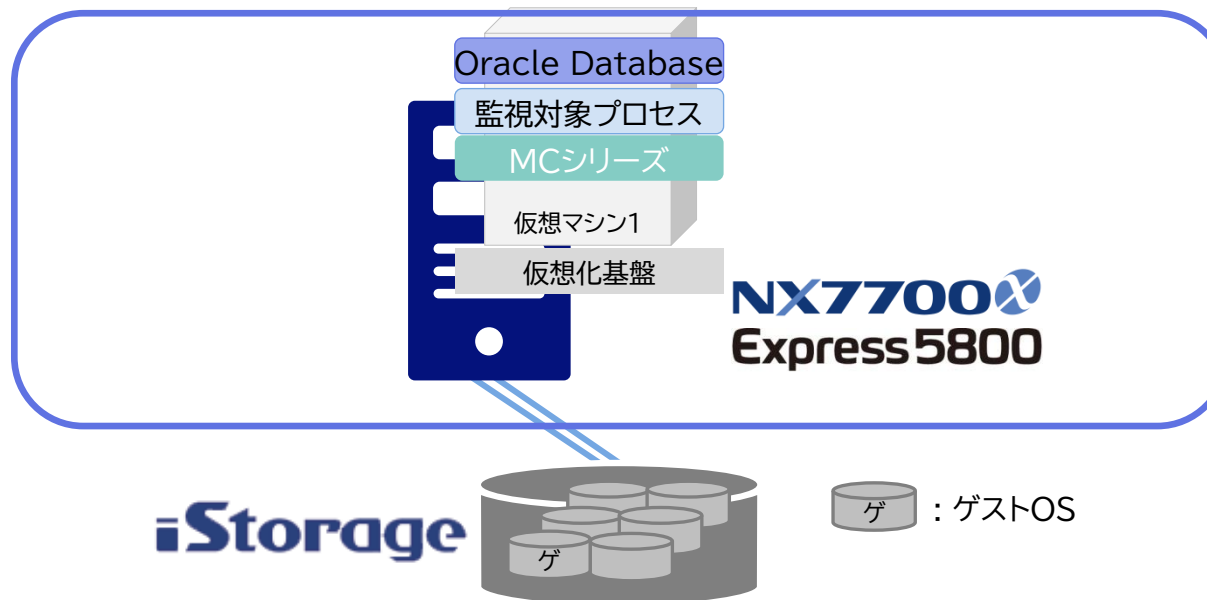 Oracle Database
監視対象プロセス
MCシリーズ
仮想マシン1
仮想化基盤
NX7700X
Express5800
iStorage
ゲ
：ゲストOS
ゲ